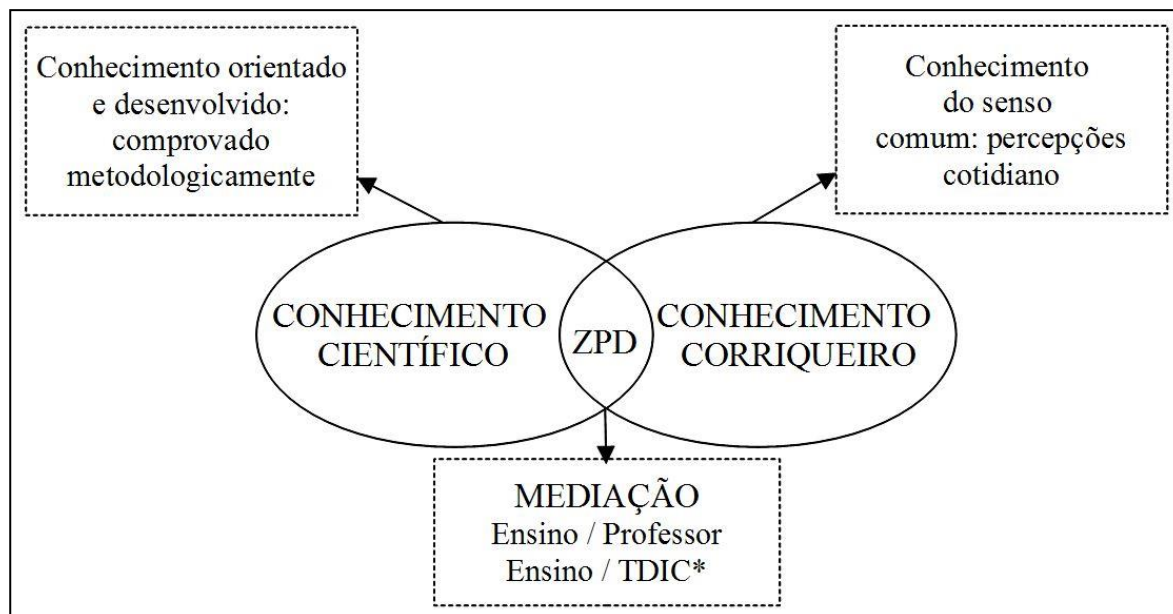 Conhecimento orientado
e desenvolvido:
comprovado
metodologicamente
Conhecimento
do senso
comum: percepções
cotidiano
CONHECIMENTO
CIENTÍFICO
ZPD
CONHECIMENTO
CORRIQUEIRO
MEDIAÇÃO
Ensino / Professor
Ensino / TDIC*